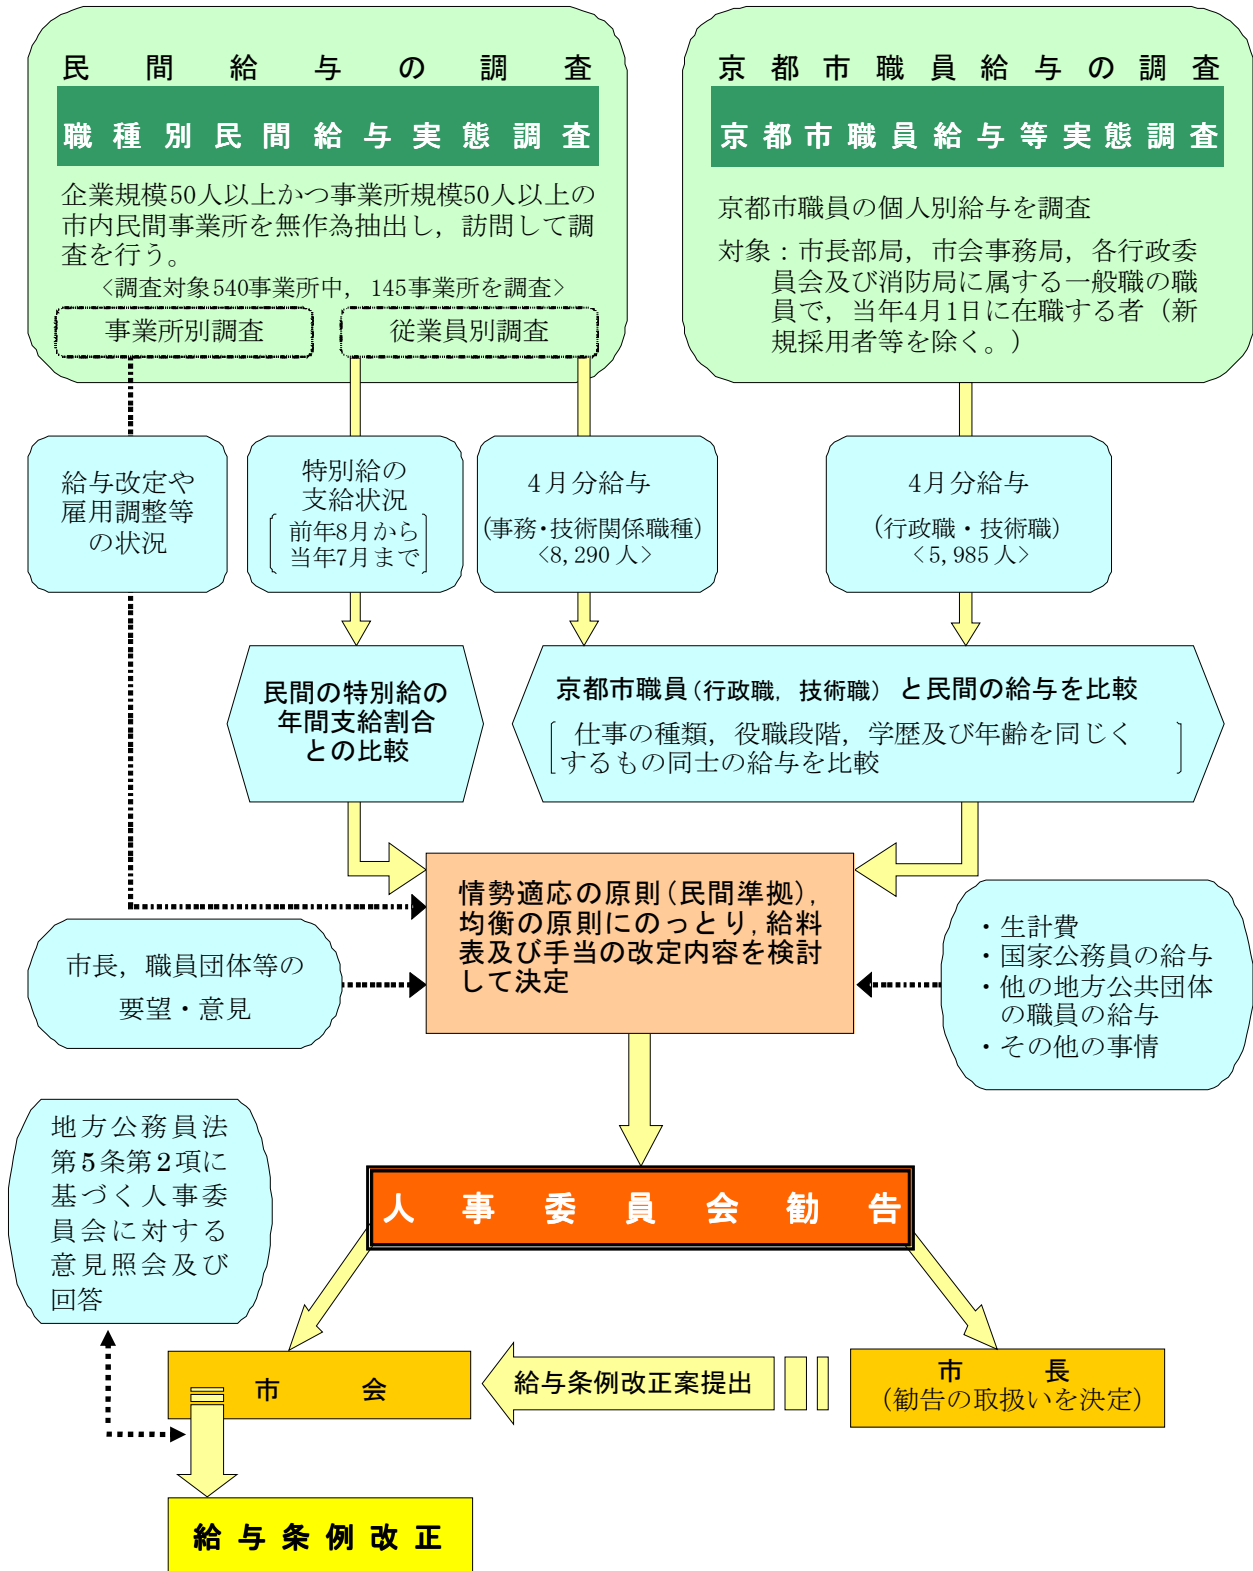 民間給与の調査
職種別民間給与実態調査
企業規模50人以上かつ事業所規模50人以上の
市内民間事業所を無作為抽出し，訪問して調
査を行う。
＜調査対象540事業所中，145事業所を調査＞
事業所別調査
従業員別調査
京都市職員給与の調査
京都市職員給与等実態調査
京都市職員の個人別給与を調査
対象：市長部局，市会事務局，各行政委
員会及び消防局に属する一般職の職
員で，当年4月1日に在職する者（新
規採用者等を除く。）
給与改定や
雇用調整等
の状況
特別給の
支給状況
前年8月から
当年7月まで
4月分給与
(事務・技術関係職種)
＜8,290人＞
4月分給与
(行政職・技術職)
＜5,985人＞
民間の特別給の
年間支給割合
との比較
京都市職員(行政職，技術職)と民間の給与を比較
仕事の種類，役職段階，学歴及び年齢を同じく
するもの同士の給与を比較
情勢適応の原則(民間準拠)，
均衡の原則にのっとり，給料
表及び手当の改定内容を検討
して決定
市長，職員団体等の
要望・意見
・生計費
・国家公務員の給与
・他の地方公共団体
の職員の給与
・その他の事情
地方公務員法
第5条第2項に
基づく人事委
員会に対する
意見照会及び
回答
人事委員会勧告
市会
給与条例改正案提出
市長
(勧告の取扱いを決定)
給与条例改正